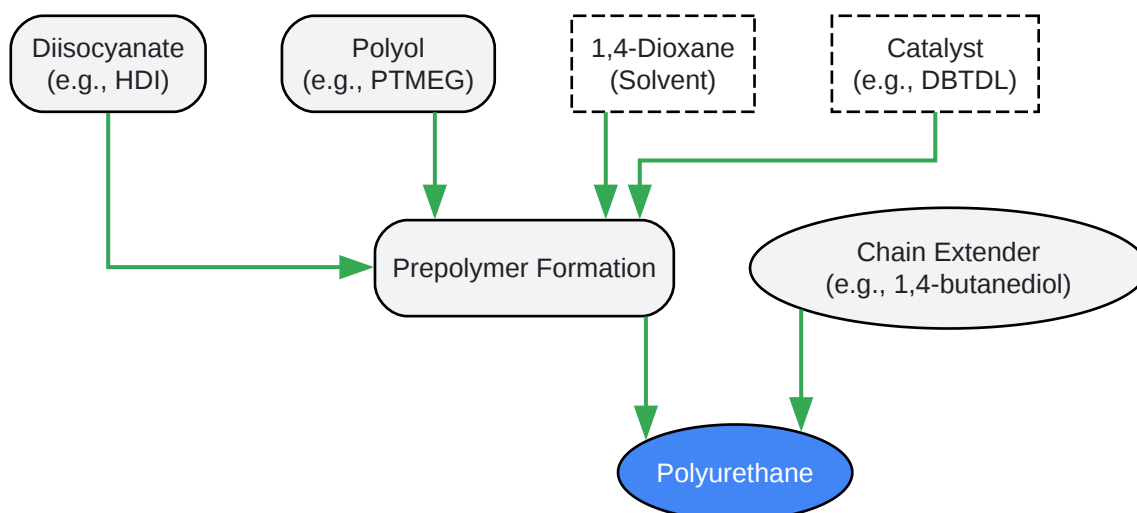 Diisocyanate
(e.g., HDI)
Polyol
(e.g., PTMEG)
1,4-Dioxane
(Solvent)
Catalyst
(e.g., DBTDL)
Prepolymer Formation
Chain Extender
(e.g., 1,4-butanediol)
Polyurethane